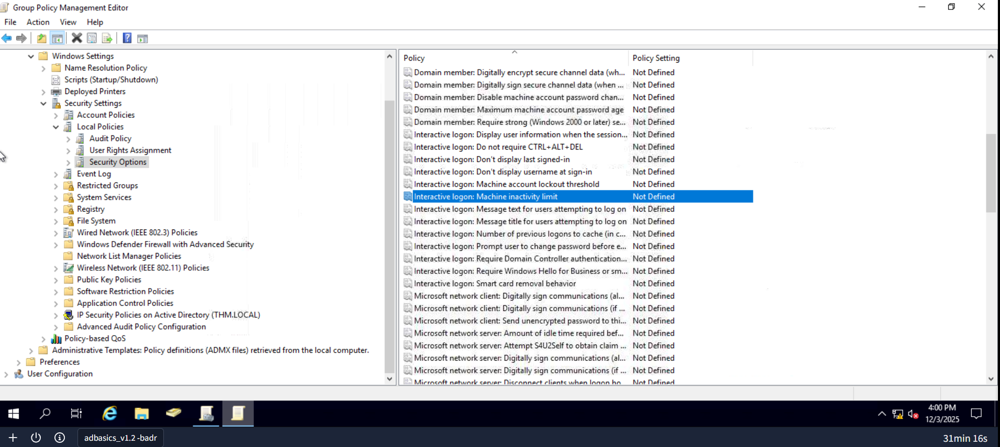 Group Policy Management Editor
File Action View Help
Windows Settings
Name Resolution Policy
Scripts (Startup/Shutdown)
Deployed Printers
Security Settings
Account Policies
Local Policies
Audit Policy
User Rights Assignment
Security Options
Event Log
Restricted Groups
System Services
Registry
File System
Wired Network (IEEE 802.3) Policies
Windows Defender Firewall with Advanced Security
Network List Manager Policies
Wireless Network (IEEE 802.11) Policies
Public Key Policies
Software Restriction Policies
Application Control Policies
IP Security Policies on Active Directory (THM.LOCAL)
Advanced Audit Policy Configuration
Policy-based QoS
Administrative Templates: Policy definitions (ADMX files) retrieved from the local computer.
Preferences
User Configuration
Policy Policy Setting
Domain member: Digitally encrypt secure channel data (wh... Not Defined
Domain member: Digitally sign secure channel data (when ... Not Defined
Domain member: Disable machine account password chan... Not Defined
Domain member: Maximum machine account password age Not Defined
Domain member: Require strong (Windows 2000 or later) se... Not Defined
Interactive logon: Display user information when the session... Not Defined
Interactive logon: Do not require CTRL+ALT+DEL Not Defined
Interactive logon: Don't display last signed-in Not Defined
Interactive logon: Don't display username at sign-in Not Defined
Interactive logon: Machine account lockout threshold Not Defined
Interactive logon: Machine inactivity limit Not Defined
Interactive logon: Message text for users attempting to log on Not Defined
Interactive logon: Message title for users attempting to log on Not Defined
Interactive logon: Number of previous logons to cache (in c... Not Defined
Interactive logon: Prompt user to change password before e... Not Defined
Interactive logon: Require Domain Controller authentication... Not Defined
Interactive logon: Require Windows Hello for Business or sm... Not Defined
Interactive logon: Smart card removal behavior Not Defined
Microsoft network client: Digitally sign communications (al... Not Defined
Microsoft network client: Digitally sign communications (if ... Not Defined
Microsoft network client: Send unencrypted password to thi... Not Defined
Microsoft network server: Amount of idle time required bef... Not Defined
Microsoft network server: Attempt S4U2Self to obtain claim ... Not Defined
Microsoft network server: Digitally sign communications (al... Not Defined
Microsoft network server: Digitally sign communications (if ... Not Defined
Microsoft network server: Disconnect clients when logon ho... Not Defined
4:00 PM
12/3/2025
adbasics_v1.2 -badr
31min 16s